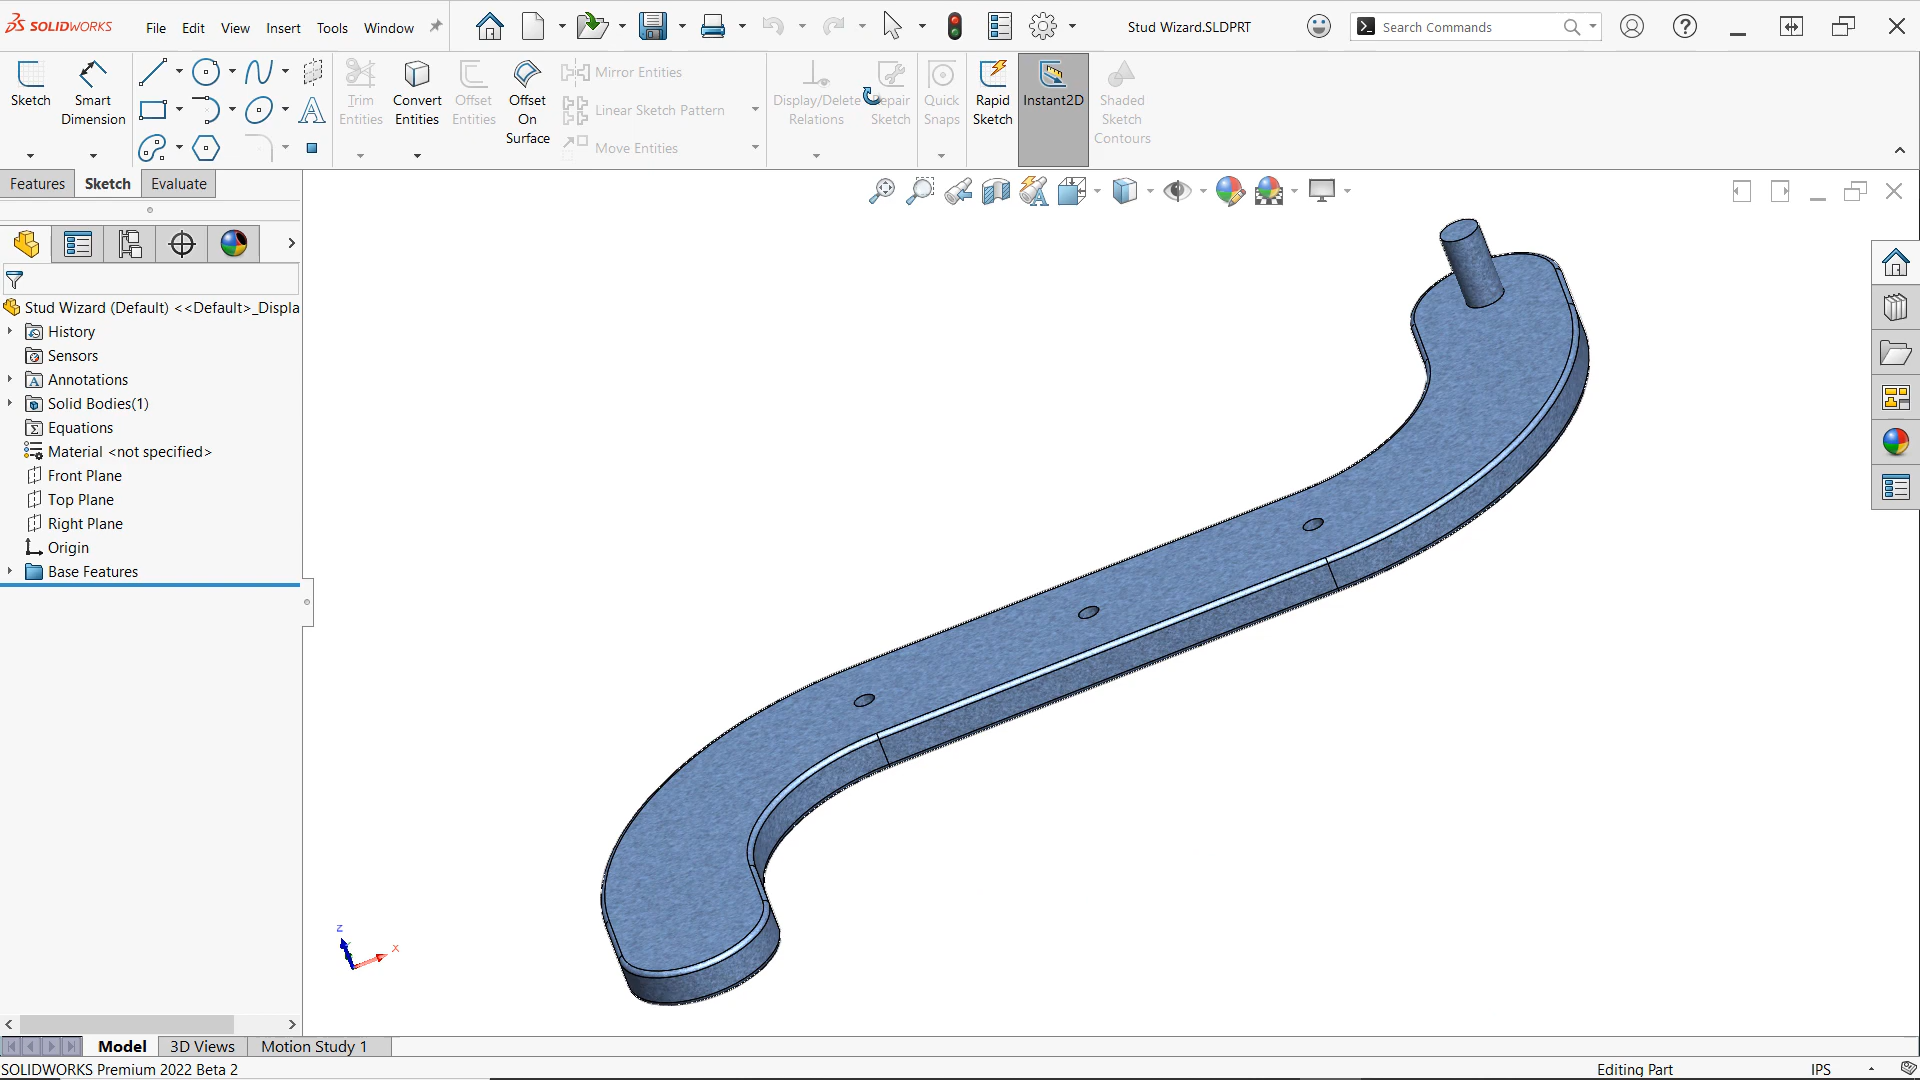 SOLIDWORKS File Edit View Insert Tools Window Stud Wizard.SLDPRT Search Commands
Sketch
Smart
Dimension
Trim
Entities
Convert
Entities
Offset
Entities
Offset
On
Surface
Mirror Entities
Linear Sketch Pattern
Move Entities
Display/Delete
Relations
Repair
Sketch
Quick
Snaps
Rapid
Sketch
Instant2D
Shaded
Sketch
Contours
Features Sketch Evaluate
Stud Wizard (Default) <<Default>_Displa
History
Sensors
Annotations
Solid Bodies(1)
Equations
Material <not specified>
Front Plane
Top Plane
Right Plane
Origin
Base Features
Z
X
Model 3D Views Motion Study 1
SOLIDWORKS Premium 2022 Beta 2 Editing Part IPS